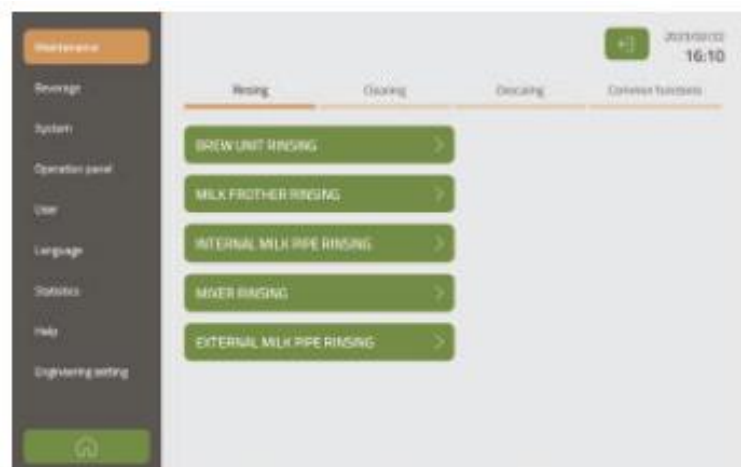 Maintenance
Beverage
System
Operation panel
User
Language
Statistics
Help
Engineering setting
16:10
Rinsing
Cleaning
Descaling
Common functions
BREW UNIT RINSING
MILK FROTHER RINSING
INTERNAL MILK PIPE RINSING
MIXER RINSING
EXTERNAL MILK PIPE RINSING